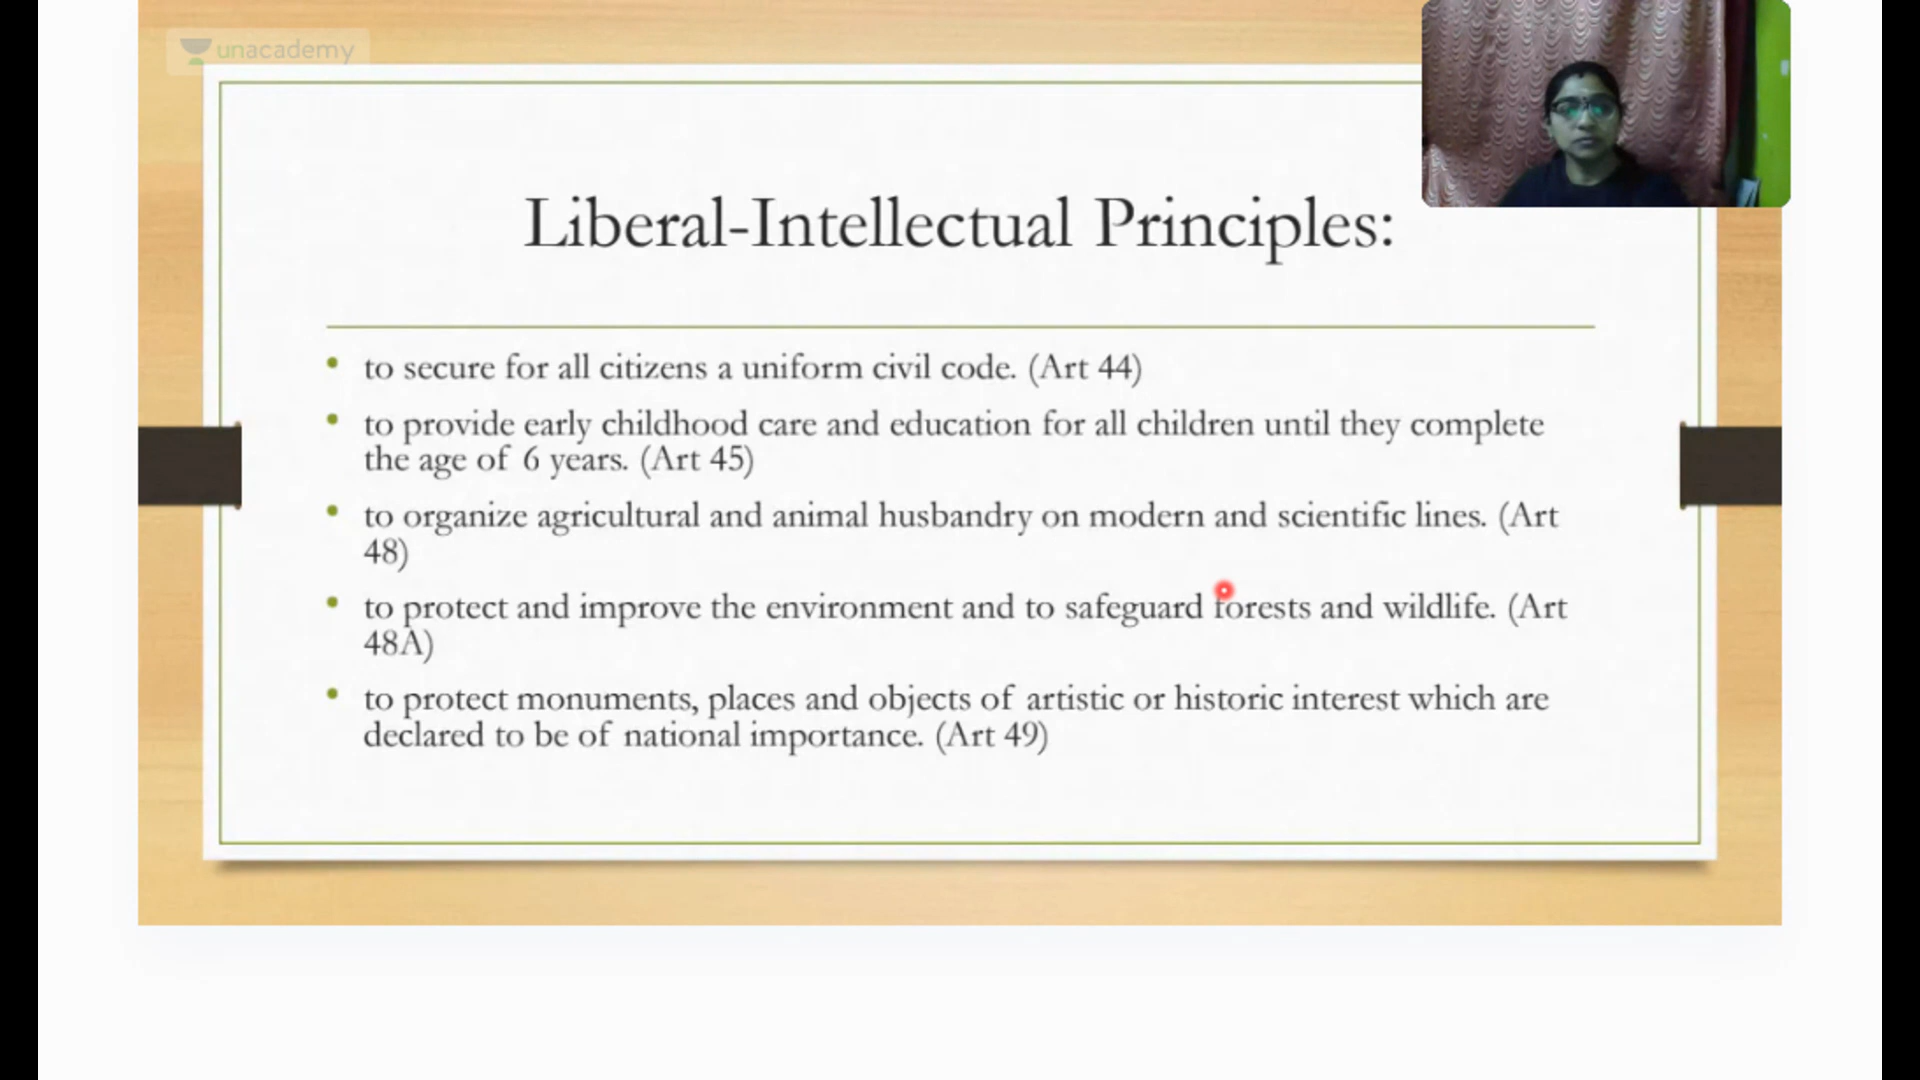 unacademy
Liberal-Intellectual Principles:
to secure for all citizens a uniform civil code. (Art 44)
to provide early childhood care and education for all children until they complete
the age of 6 years. (Art 45)
to organize agricultural and animal husbandry on modern and scientific lines. (Art
48)
to protect and improve the environment and to safeguard forests and wildlife. (Art
48A)
to protect monuments, places and objects of artistic or historic interest which are
declared to be of national importance. (Art 49)